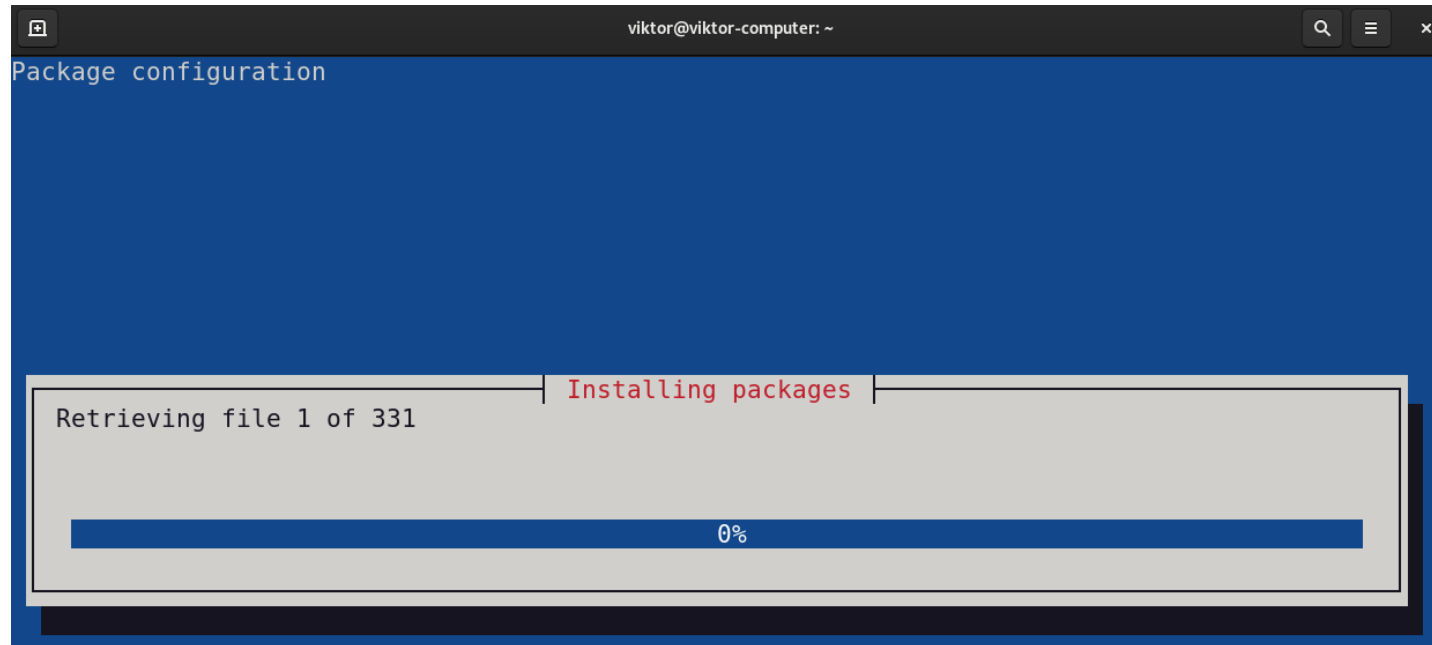 viktor@viktor-computer: ~
Package configuration
Installing packages
Retrieving file 1 of 331
0%